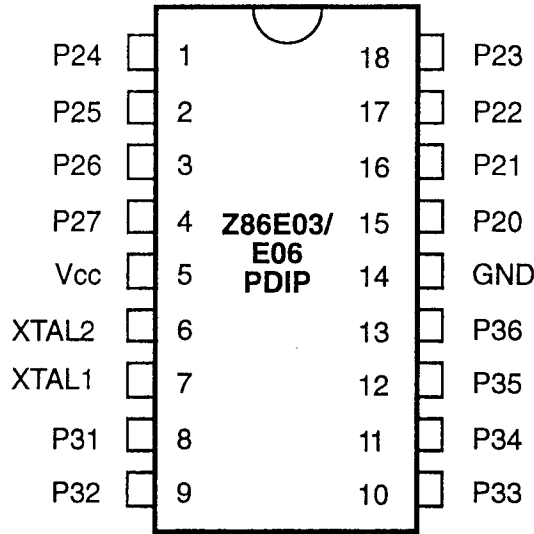 P24 1 18 P23
P25 2 17 P22
P26 3 16 P21
P27 4 Z86E03/ 15 P20
E06
Vcc 5 PDIP 14 GND
XTAL2 6 13 P36
XTAL1 7 12 P35
P31 8 11 P34
P32 9 10 P33